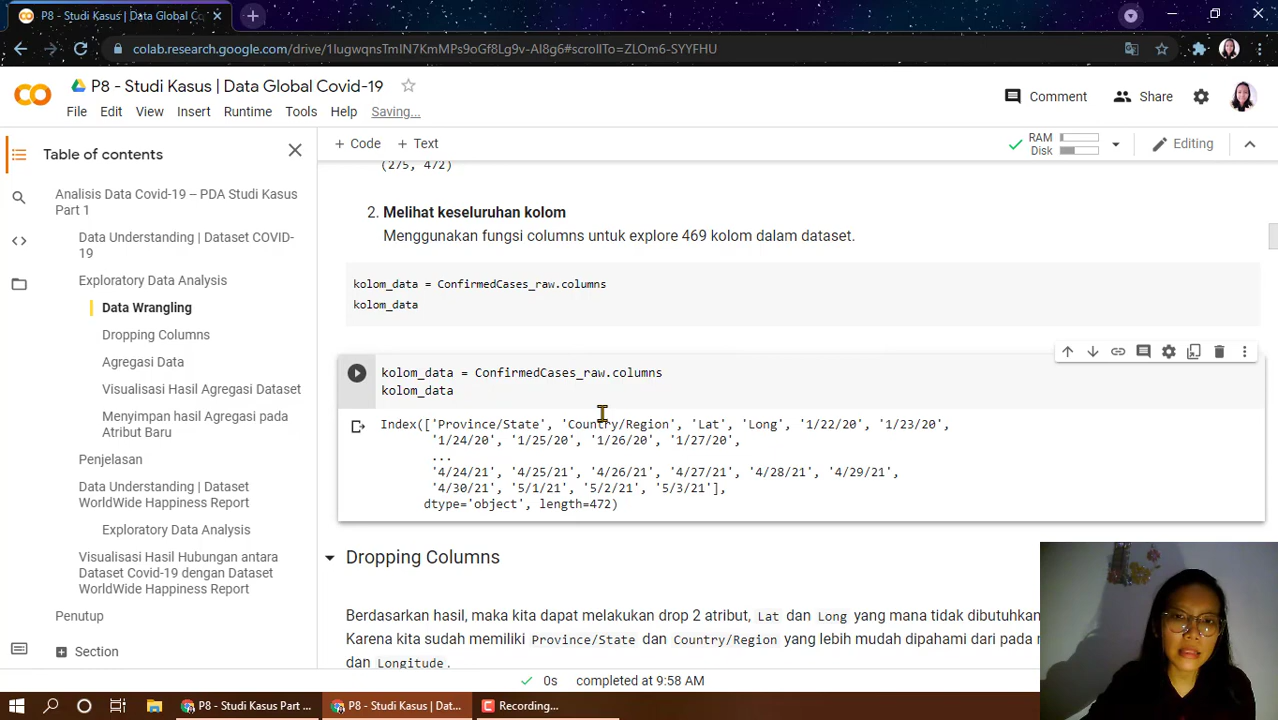 P8 - Studi Kasus | Data Global Co
colab.research.google.com/drive/1lugwqnsTmIN7KmMPs9oGf8Lg9v-AI8g6#scrollTo=ZLOm6-SYYFHU
P8 - Studi Kasus | Data Global Covid-19
File Edit View Insert Runtime Tools Help Saving...
Comment Share
Table of contents
+ Code + Text
RAM
Disk
Editing
Analisis Data Covid-19 – PDA Studi Kasus
Part 1
Data Understanding | Dataset COVID-
19
Exploratory Data Analysis
Data Wrangling
Dropping Columns
Agregasi Data
Visualisasi Hasil Agregasi Dataset
Menyimpan hasil Agregasi pada
Atribut Baru
Penjelasan
Data Understanding | Dataset
WorldWide Happiness Report
Exploratory Data Analysis
Visualisasi Hasil Hubungan antara
Dataset Covid-19 dengan Dataset
WorldWide Happiness Report
Penutup
Section
(275, 472)
2. Melihat keseluruhan kolom
Menggunakan fungsi columns untuk explore 469 kolom dalam dataset.
kolom_data = ConfirmedCases_raw.columns
kolom_data
kolom_data = ConfirmedCases_raw.columns
kolom_data
Index(['Province/State', 'Country/Region', 'Lat', 'Long', '1/22/20', '1/23/20',
'1/24/20', '1/25/20', '1/26/20', '1/27/20',
...
'4/24/21', '4/25/21', '4/26/21', '4/27/21', '4/28/21', '4/29/21',
'4/30/21', '5/1/21', '5/2/21', '5/3/21'],
dtype='object', length=472)
Dropping Columns
Berdasarkan hasil, maka kita dapat melakukan drop 2 atribut, Lat dan Long yang mana tidak dibutuhkan
Karena kita sudah memiliki Province/State dan Country/Region yang lebih mudah dipahami dari pada
dan Longitude.
0s completed at 9:58 AM
P8 - Studi Kasus Part ...
P8 - Studi Kasus | Dat...
Recording...